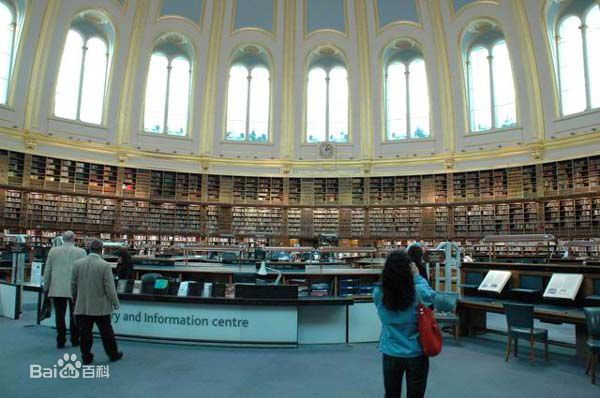 ry and Information centre
Bai百科